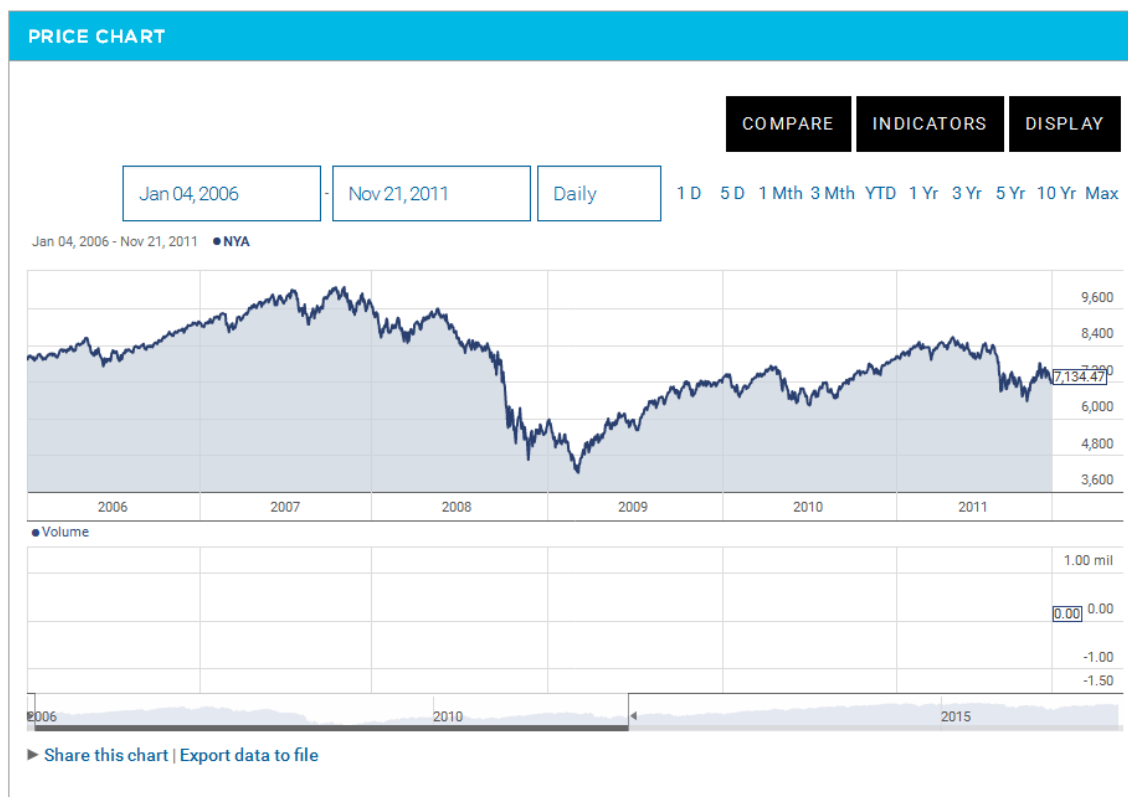 PRICE CHART
COMPARE INDICATORS DISPLAY
Jan 04, 2006 - Nov 21, 2011 Daily 1 D 5 D 1 Mth 3 Mth YTD 1 Yr 3 Yr 5 Yr 10 Yr Max
Jan 04, 2006 - Nov 21, 2011 NYA
9,600
8,400
7,134.47
6,000
4,800
3,600
2006 2007 2008 2009 2010 2011
Volume
1.00 mil
0.00 0.00
-1.00
-1.50
2006 2010 2015
Share this chart | Export data to file